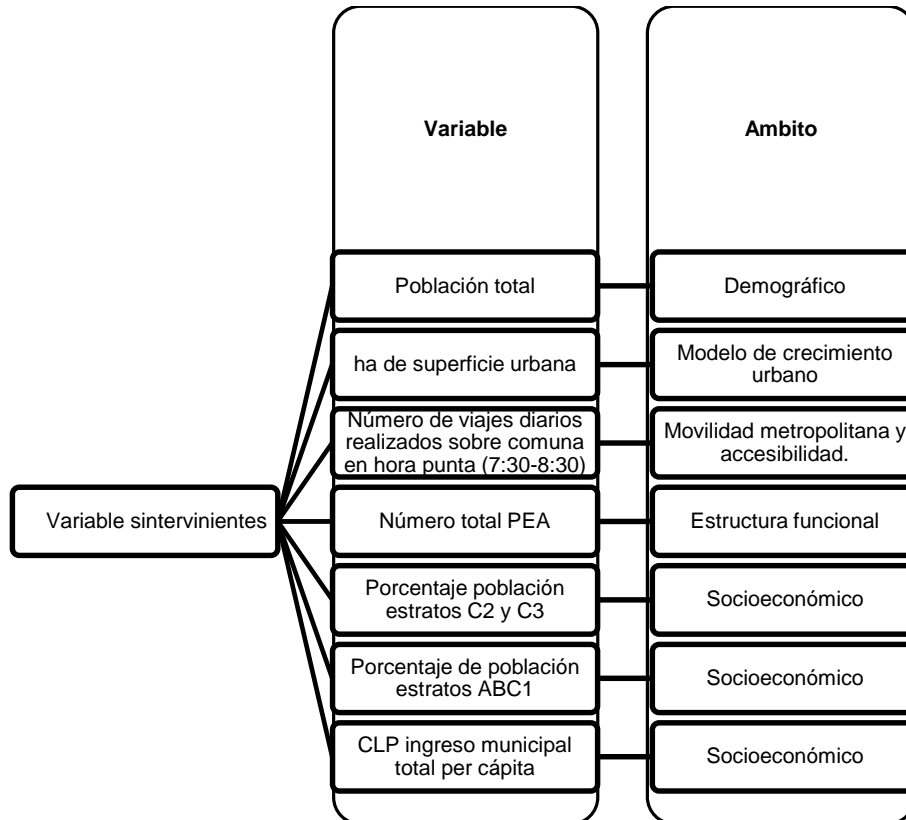 Variable
Ambito
Población total
Demográfico
ha de superficie urbana
Modelo de crecimiento
urbano
Número de viajes diarios
realizados sobre comuna
en hora punta (7:30-8:30)
Movilidad metropolitana y
accesibilidad.
Variable sintervinientes
Número total PEA
Estructura funcional
Porcentaje población
estratos C2 y C3
Socioeconómico
Porcentaje de población
estratos ABC1
Socioeconómico
CLP ingreso municipal
total per cápita
Socioeconómico